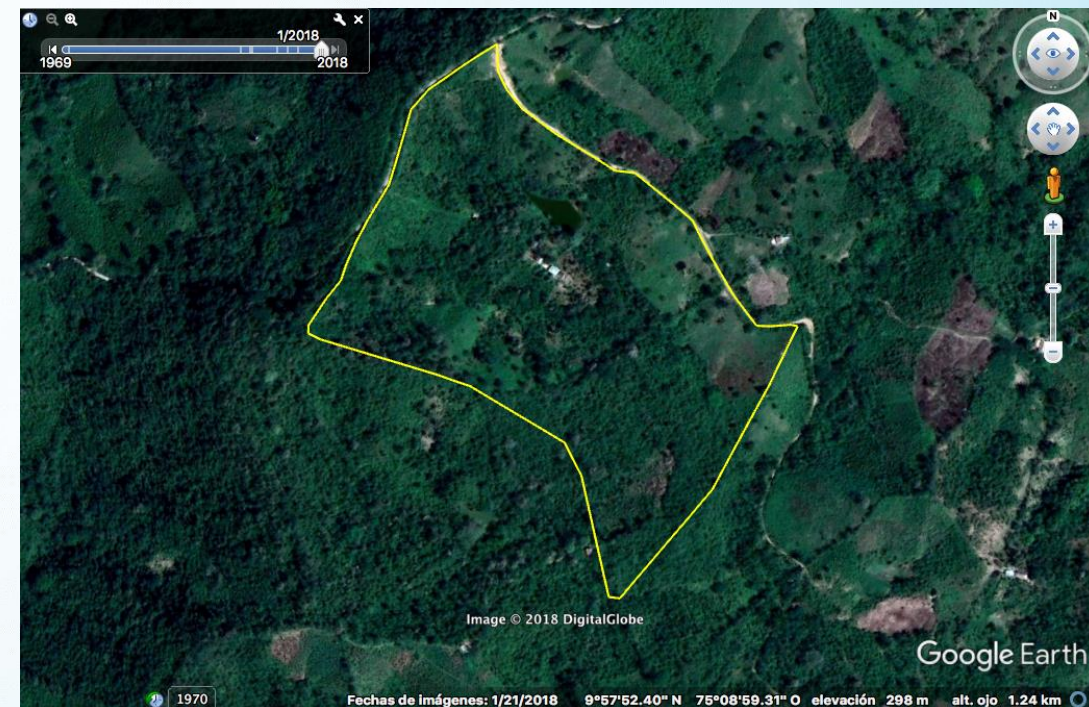 1/2018
1969 2018
N
Image © 2018 DigitalGlobe
Google Earth
1970
Fechas de imágenes: 1/21/2018 9°57'52.40" N 75°08'59.31" O elevación 298 m alt. ojo 1.24 km